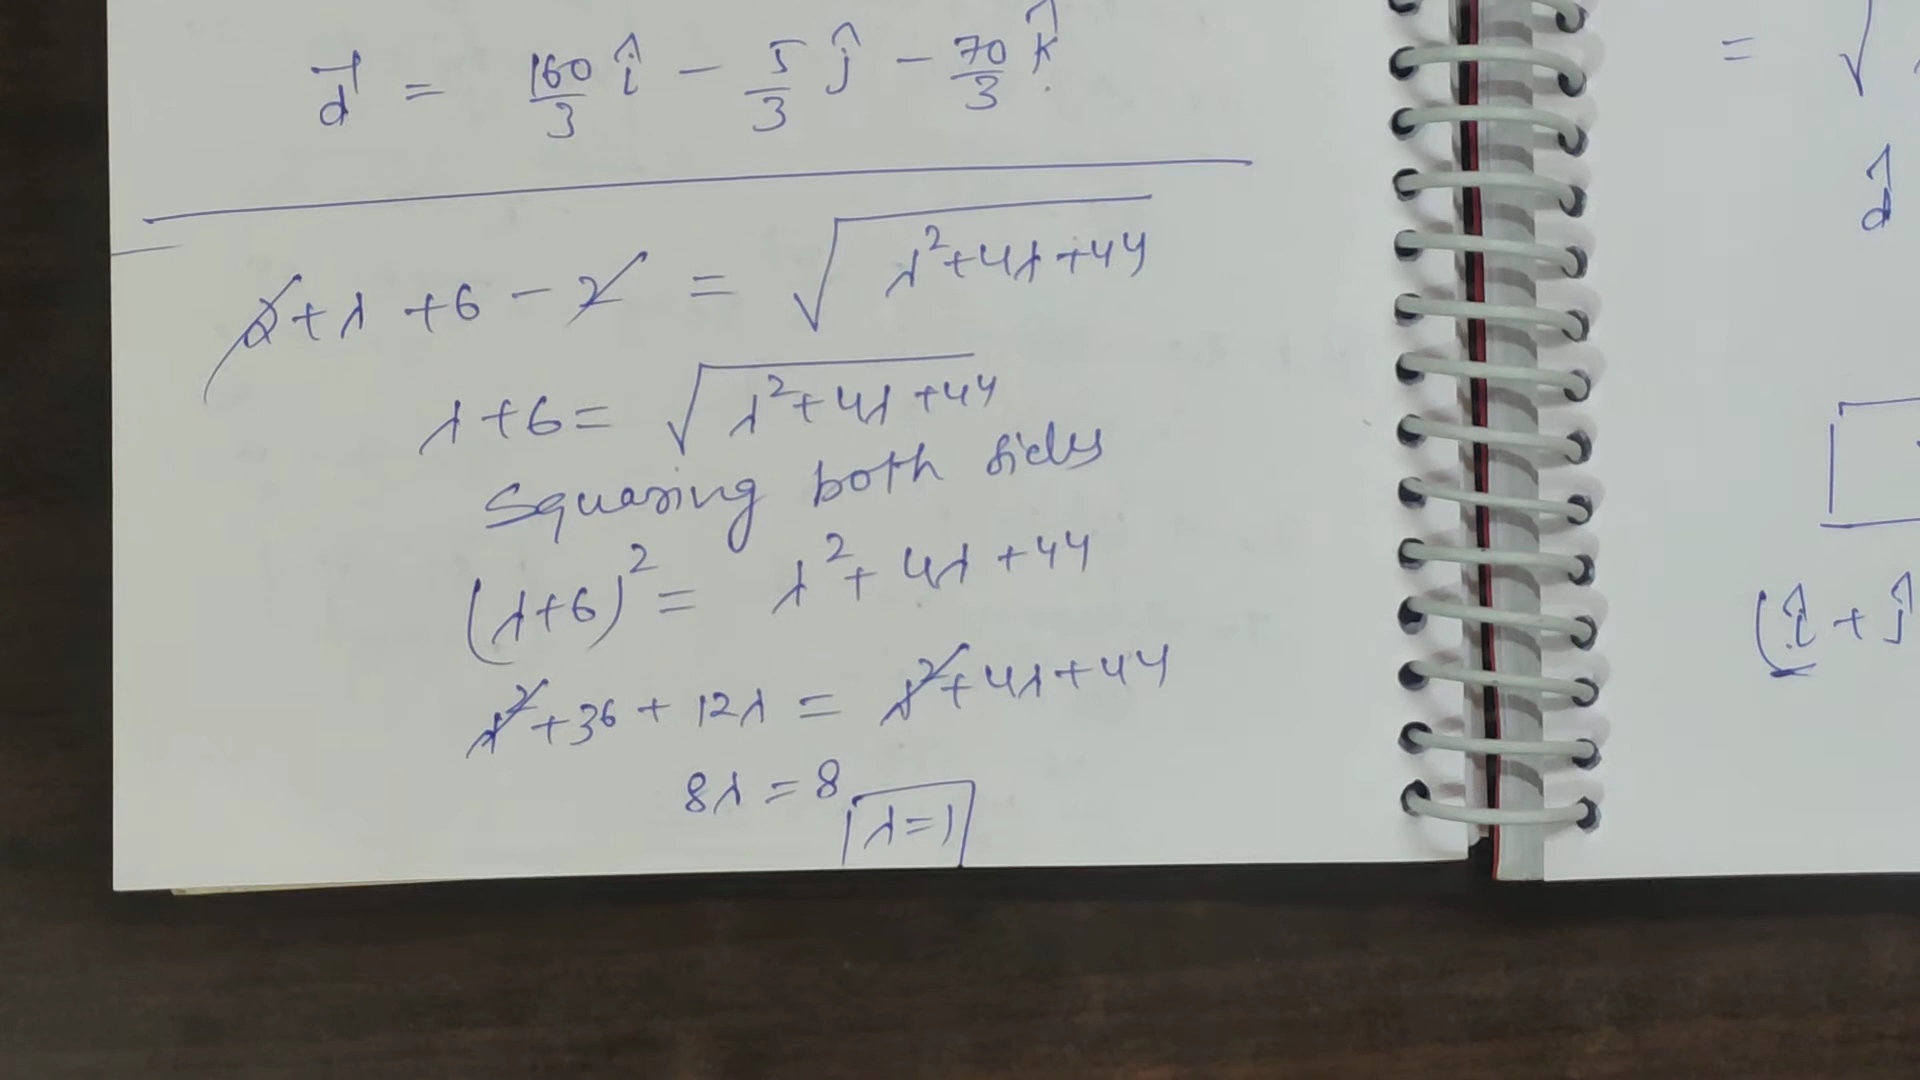 d⃗ = 160/3 î - 5/3 ĵ - 70/3 k̂.
2 + λ + 6 - 2 = √(λ² + 4λ + 44)
λ + 6 = √(λ² + 4λ + 44)
Squaring both sides
(λ + 6)² = λ² + 4λ + 44
λ² + 36 + 12λ = λ² + 4λ + 44
8λ = 8
λ = 1
= √
d̂
(î + ĵ